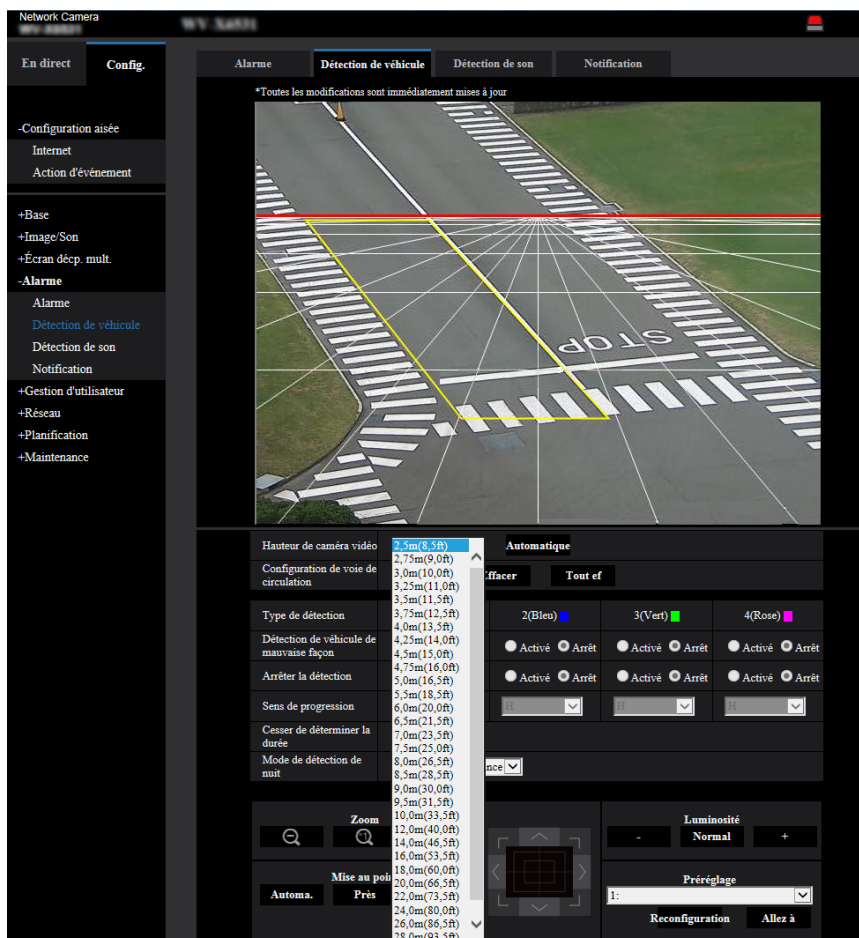 Network Camera
En direct
Config.
Alarme
Détection de véhicule
Détection de son
Notification
*Toutes les modifications sont immédiatement mises à jour
-Configuration aisée
Internet
Action d'événement
+Base
+Image/Son
+Écran décp. mult.
-Alarme
Alarme
Détection de véhicule
Détection de son
Notification
+Gestion d'utilisateur
+Réseau
+Planification
+Maintenance
STOP
Hauteur de caméra vidéo
Automatique
Configuration de voie de circulation
Effacer
Tout ef
Type de détection
2(Bleu)
3(Vert)
4(Rose)
Détection de véhicule de mauvaise façon
Activé Arrêt
Activé Arrêt
Activé Arrêt
Arrêter la détection
Activé Arrêt
Activé Arrêt
Activé Arrêt
Sens de progression
H
H
H
Cesser de déterminer la durée
Mode de détection de nuit
nce
2,5m(8,5ft)
2,75m(9,0ft)
3,0m(10,0ft)
3,25m(11,0ft)
3,5m(11,5ft)
3,75m(12,5ft)
4,0m(13,5ft)
4,25m(14,0ft)
4,5m(15,0ft)
4,75m(16,0ft)
5,0m(16,5ft)
5,5m(18,5ft)
6,0m(20,0ft)
6,5m(21,5ft)
7,0m(23,5ft)
7,5m(25,0ft)
8,0m(26,5ft)
8,5m(28,5ft)
9,0m(30,0ft)
9,5m(31,5ft)
10,0m(33,5ft)
12,0m(40,0ft)
14,0m(46,5ft)
16,0m(53,5ft)
18,0m(60,0ft)
20,0m(66,5ft)
22,0m(73,5ft)
24,0m(80,0ft)
26,0m(86,5ft)
28,0m(93,5ft)
Zoom
Mise au poi
Automa.
Près
Luminosité
-
Normal
+
Préréglage
1:
Reconfiguration
Allez à